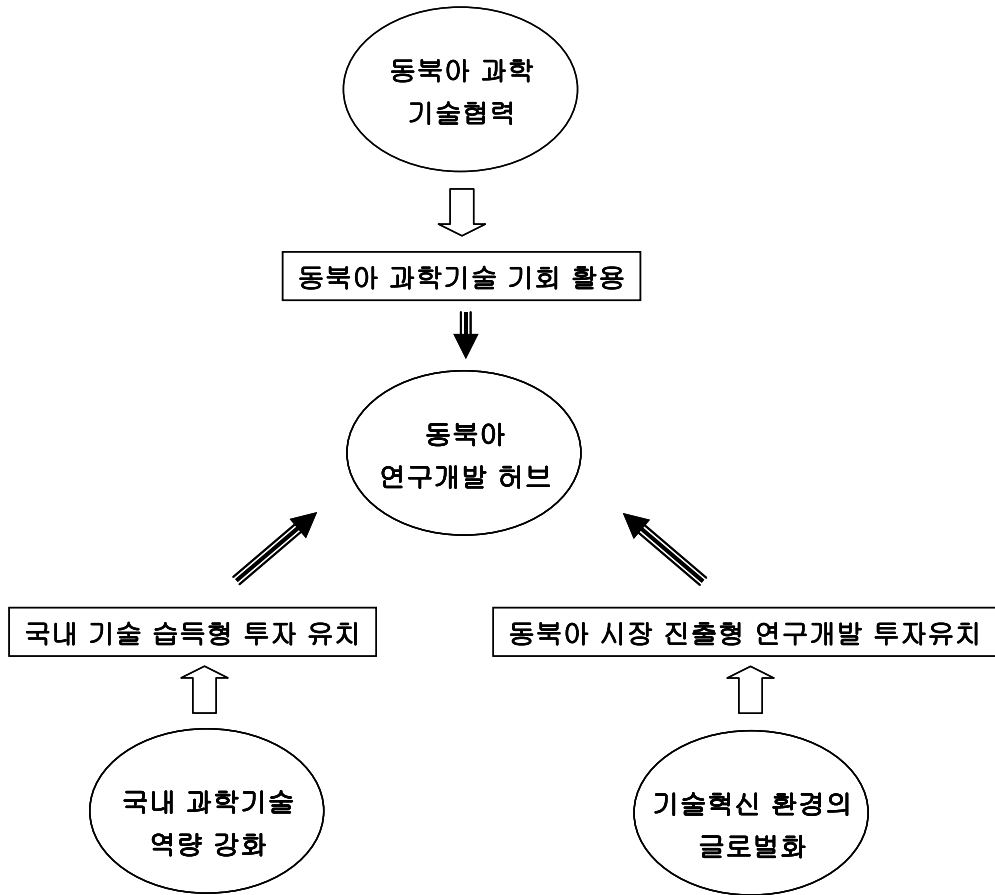 동북아 과학
기술협력
동북아 과학기술 기회 활용
동북아
연구개발 허브
국내 기술 습득형 투자 유치
동북아 시장 진출형 연구개발 투자유치
국내 과학기술
역량 강화
기술혁신 환경의
글로벌화